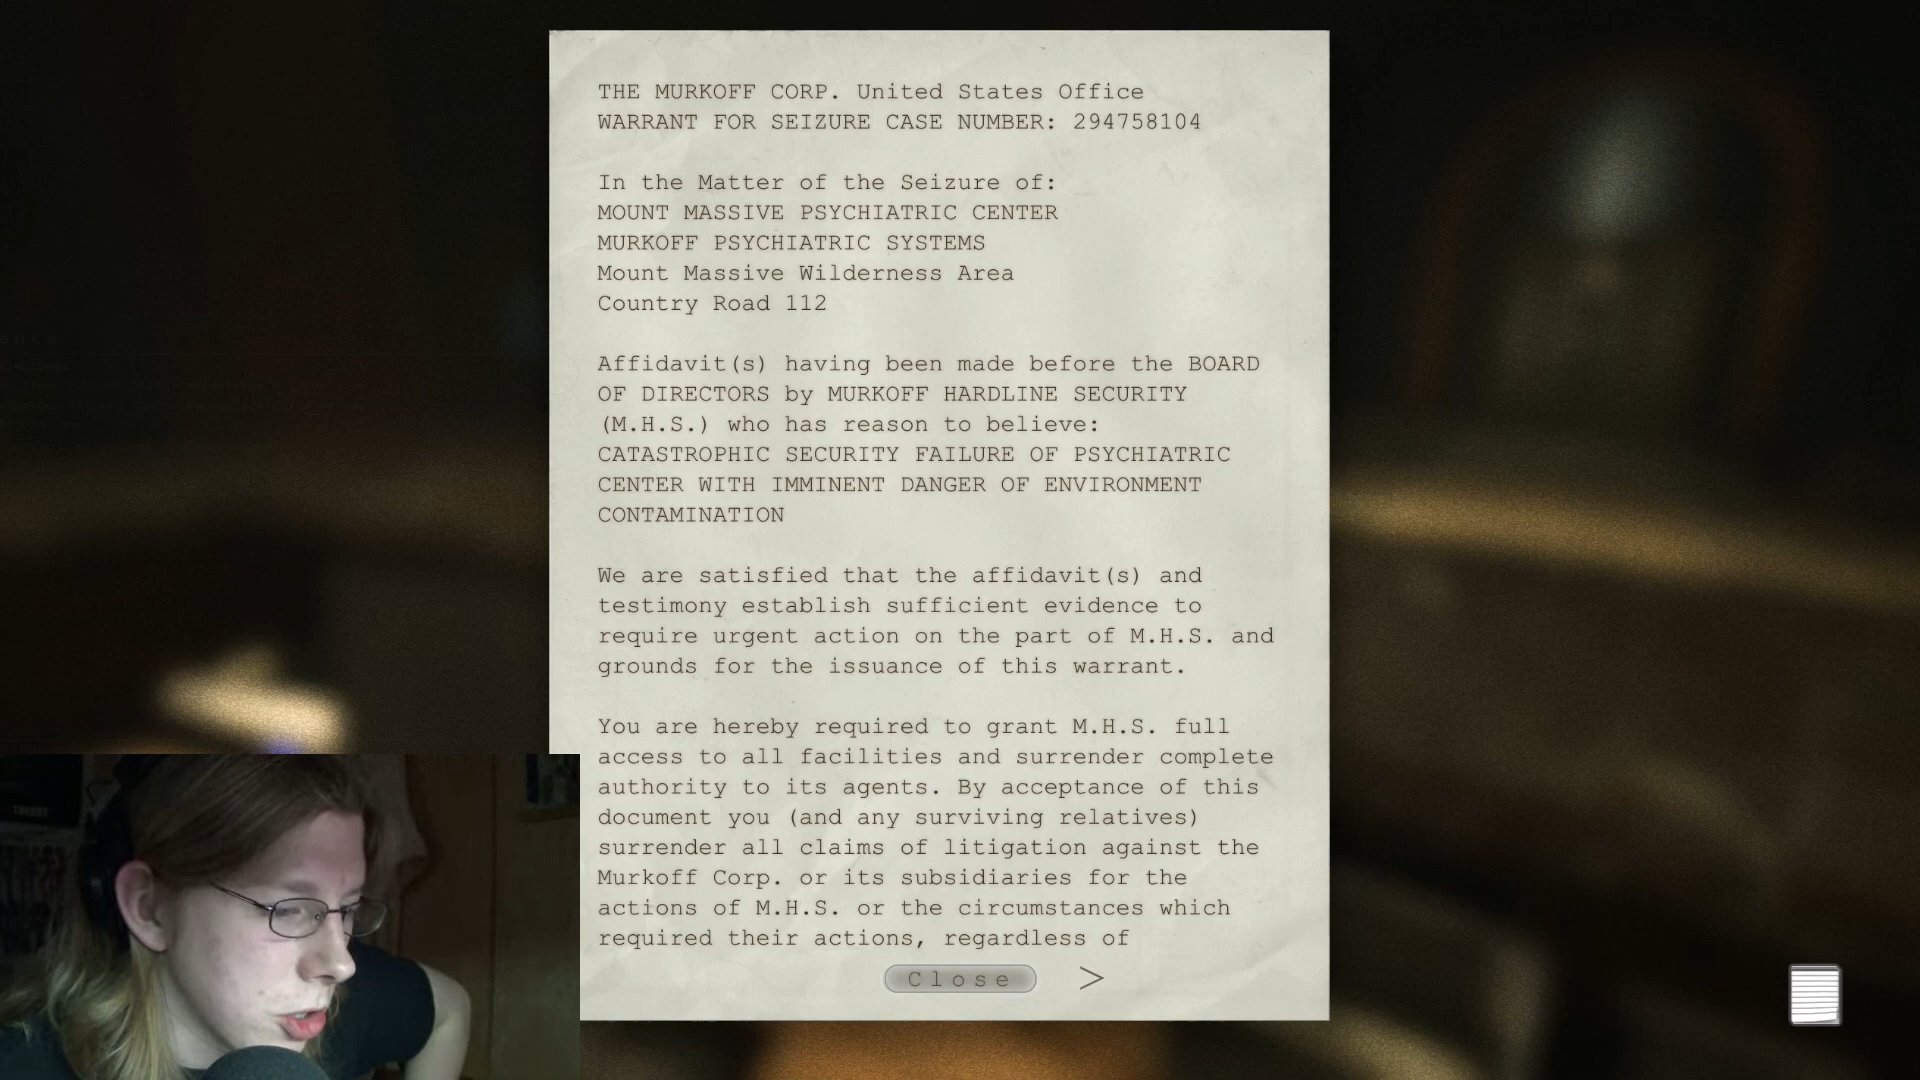 THE MURKOFF CORP. United States Office
WARRANT FOR SEIZURE CASE NUMBER: 294758104
In the Matter of the Seizure of:
MOUNT MASSIVE PSYCHIATRIC CENTER
MURKOFF PSYCHIATRIC SYSTEMS
Mount Massive Wilderness Area
Country Road 112
Affidavit(s) having been made before the BOARD
OF DIRECTORS by MURKOFF HARDLINE SECURITY
(M.H.S.) who has reason to believe:
CATASTROPHIC SECURITY FAILURE OF PSYCHIATRIC
CENTER WITH IMMINENT DANGER OF ENVIRONMENT
CONTAMINATION
We are satisfied that the affidavit(s) and
testimony establish sufficient evidence to
require urgent action on the part of M.H.S. and
grounds for the issuance of this warrant.
You are hereby required to grant M.H.S. full
access to all facilities and surrender complete
authority to its agents. By acceptance of this
document you (and any surviving relatives)
surrender all claims of litigation against the
Murkoff Corp. or its subsidiaries for the
actions of M.H.S. or the circumstances which
required their actions, regardless of
Close >